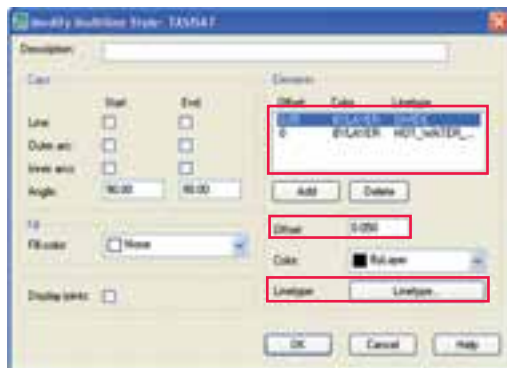 Modify Multiline Style: TASISAT
Description:
Caps
Start End
Line
Outer arc
Inner arcs
Angle: 90.00 90.00
Fill
Fill color: None
Display joints:
Elements
Offset Color Linetype
BYLAYER
0 BYLAYER HOT_WATER_...
Add Delete
Offset: 0.050
Color: ByLayer
Linetype: Linetype...
OK Cancel Help